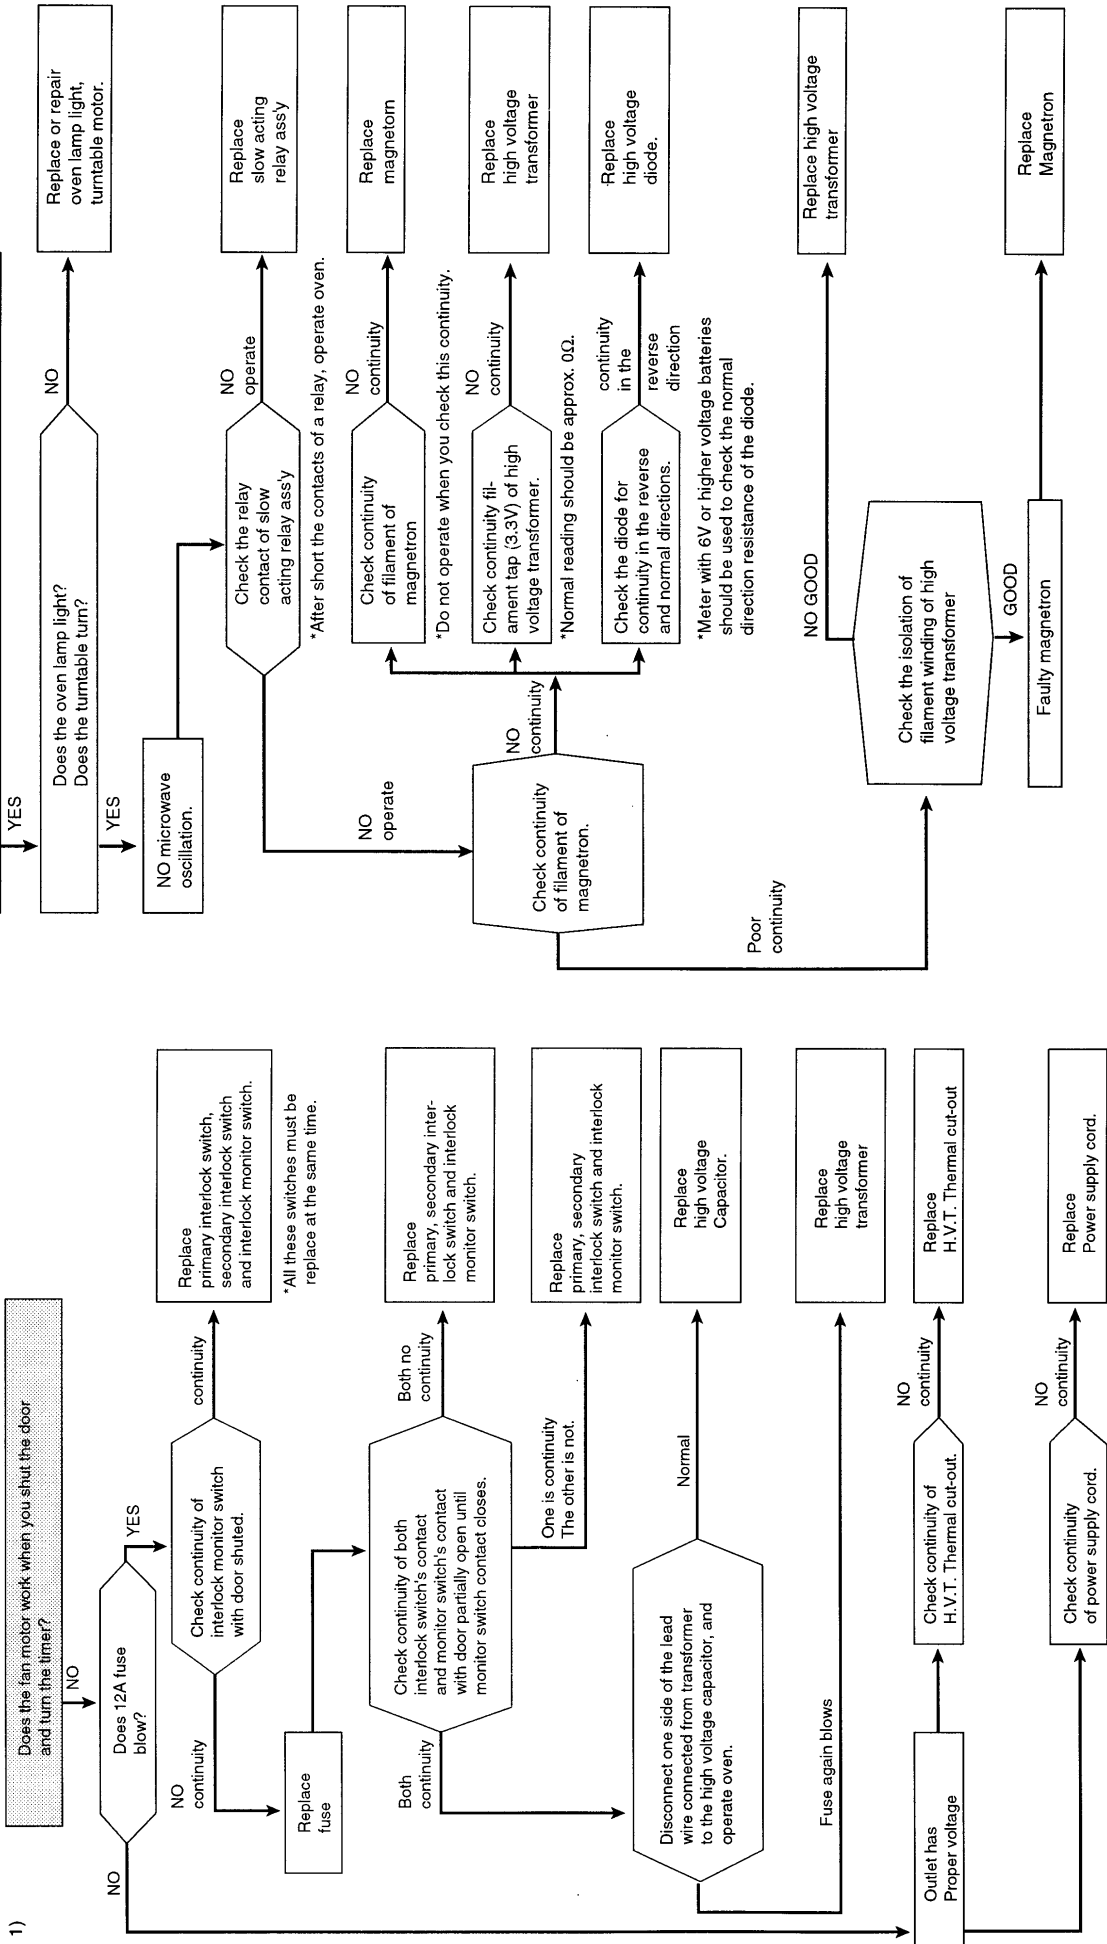 1)
Does the fan motor work when you shut the door
and turn the timer?
NO
Does 12A fuse
blow?
YES
NO
Check continuity of
interlock monitor switch
with door shuted.
continuity
Replace
primary interlock switch,
secondary interlock switch
and interlock monitor switch.
*All these switches must be
replace at the same time.
NO
continuity
Replace
fuse
Check continuity of both
interlock switch's contact
and monitor switch's contact
with door partially open until
monitor switch contact closes.
Both no
continuity
Replace
primary, secondary inter-
lock switch and interlock
monitor switch.
One is continuity
The other is not.
Replace
primary, secondary
interlock switch and interlock
monitor switch.
Both
continuity
Disconnect one side of the lead
wire connected from transformer
to the high voltage capacitor, and
operate oven.
Normal
Replace
high voltage
Capacitor.
Fuse again blows
Replace
high voltage
transformer
Outlet has
Proper voltage
Check continuity of
H.V.T. Thermal cut-out.
NO
continuity
Replace
H.V.T. Thermal cut-out
Check continuity
of power supply cord.
NO
continuity
Replace
Power supply cord.
YES
Does the oven lamp light?
Does the turntable turn?
NO
Replace or repair
oven lamp light,
turntable motor.
YES
NO microwave
oscillation.
Check the relay
contact of slow
acting relay ass'y
NO
operate
Replace
slow acting
relay ass'y
*After short the contacts of a relay, operate oven.
NO
operate
Check continuity
of filament of
magnetron.
NO
continuity
Check continuity
of filament of
magnetron
NO
continuity
Replace
magnetorn
*Do not operate when you check this continuity.
Check continuity fil-
ament tap (3.3V) of high
voltage transformer.
NO
continuity
Replace
high voltage
transformer
*Normal reading should be approx. 0Ω.
Check the diode for
continuity in the reverse
and normal directions.
continuity
in the
reverse
direction
Replace
high voltage
diode.
*Meter with 6V or higher voltage batteries
should be used to check the normal
direction resistance of the diode.
Poor
continuity
Check the isolation of
filament winding of high
voltage transformer
NO GOOD
Replace high voltage
transformer
GOOD
Faulty magnetron
Replace
Magnetron